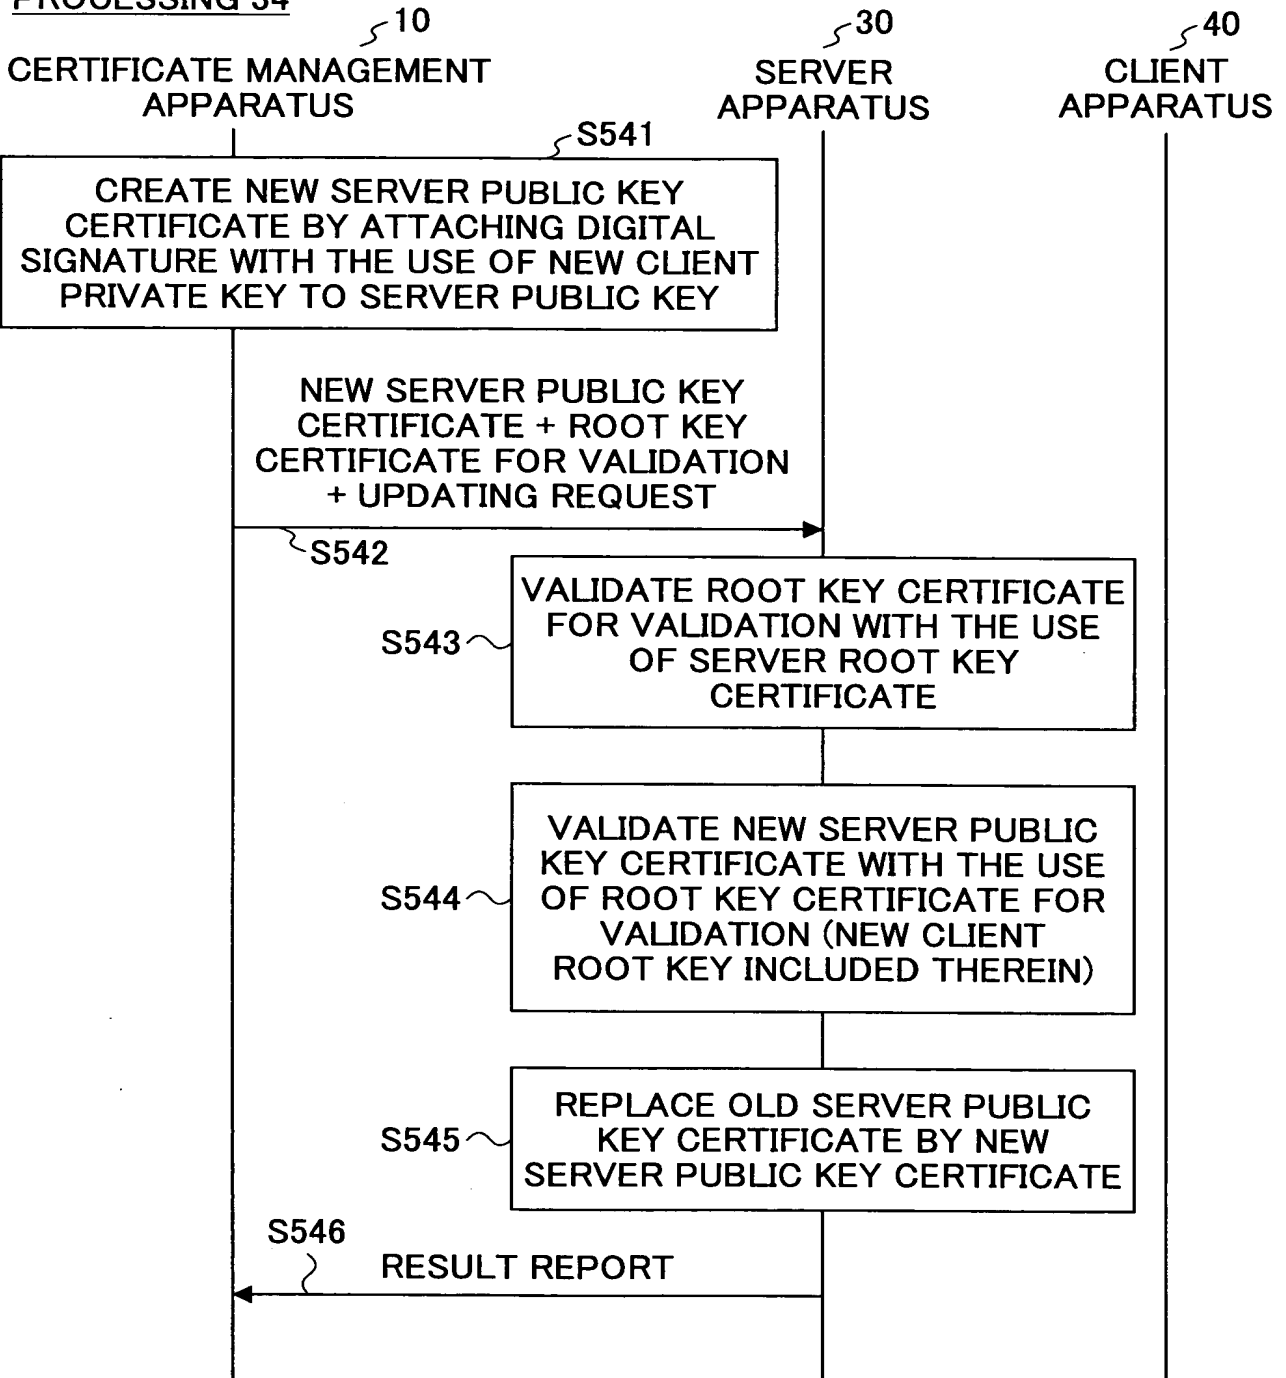 PROCESSING 34
10
30
40
CERTIFICATE MANAGEMENT
APPARATUS
SERVER
APPARATUS
CLIENT
APPARATUS
S541
CREATE NEW SERVER PUBLIC KEY
CERTIFICATE BY ATTACHING DIGITAL
SIGNATURE WITH THE USE OF NEW CLIENT
PRIVATE KEY TO SERVER PUBLIC KEY
NEW SERVER PUBLIC KEY
CERTIFICATE + ROOT KEY
CERTIFICATE FOR VALIDATION
+ UPDATING REQUEST
S542
S543
VALIDATE ROOT KEY CERTIFICATE
FOR VALIDATION WITH THE USE
OF SERVER ROOT KEY
CERTIFICATE
S544
VALIDATE NEW SERVER PUBLIC
KEY CERTIFICATE WITH THE USE
OF ROOT KEY CERTIFICATE FOR
VALIDATION (NEW CLIENT
ROOT KEY INCLUDED THEREIN)
S545
REPLACE OLD SERVER PUBLIC
KEY CERTIFICATE BY NEW
SERVER PUBLIC KEY CERTIFICATE
S546
RESULT REPORT